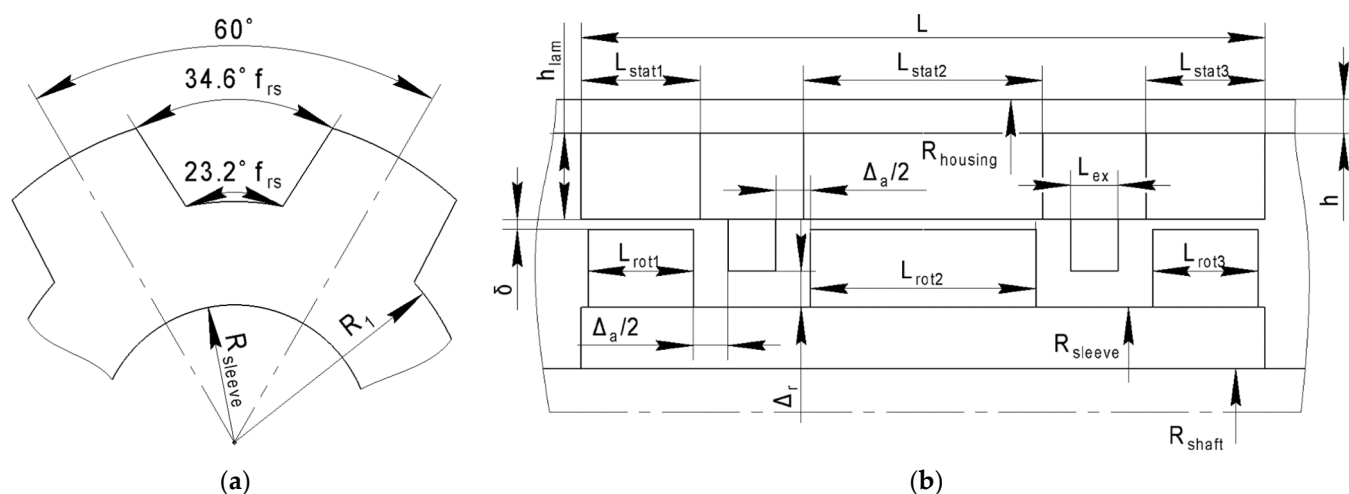 60°
34.6° f_rs
23.2° f_rs
R_sleeve
R_1
(a)
L
h_lam
L_stat1
L_stat2
L_stat3
R_housing
Δ_a/2
L_ex
h
L_rot1
L_rot2
L_rot3
δ
Δ_a/2
R_sleeve
Δ_r
R_shaft
(b)